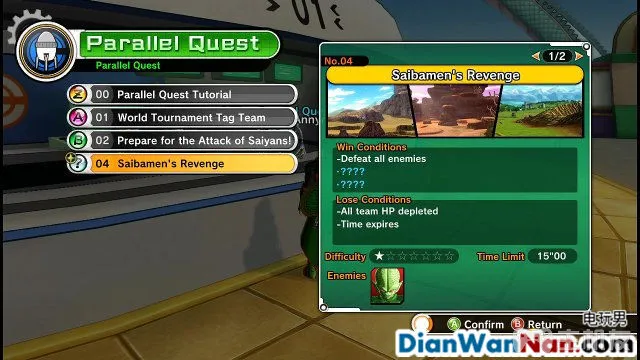 Parallel Quest
Parallel Quest
Z 00 Parallel Quest Tutorial
A 01 World Tournament Tag Team
B 02 Prepare for the Attack of Saiyans!
? 04 Saibamen's Revenge
No.04
1/2
Saibamen's Revenge
Win Conditions
-Defeat all enemies
-????
-????
Lose Conditions
-All team HP depleted
-Time expires
Difficulty ★☆☆☆☆☆☆
Time Limit 15"00
Enemies
A Confirm B Return
电玩男
DianWanNan.com